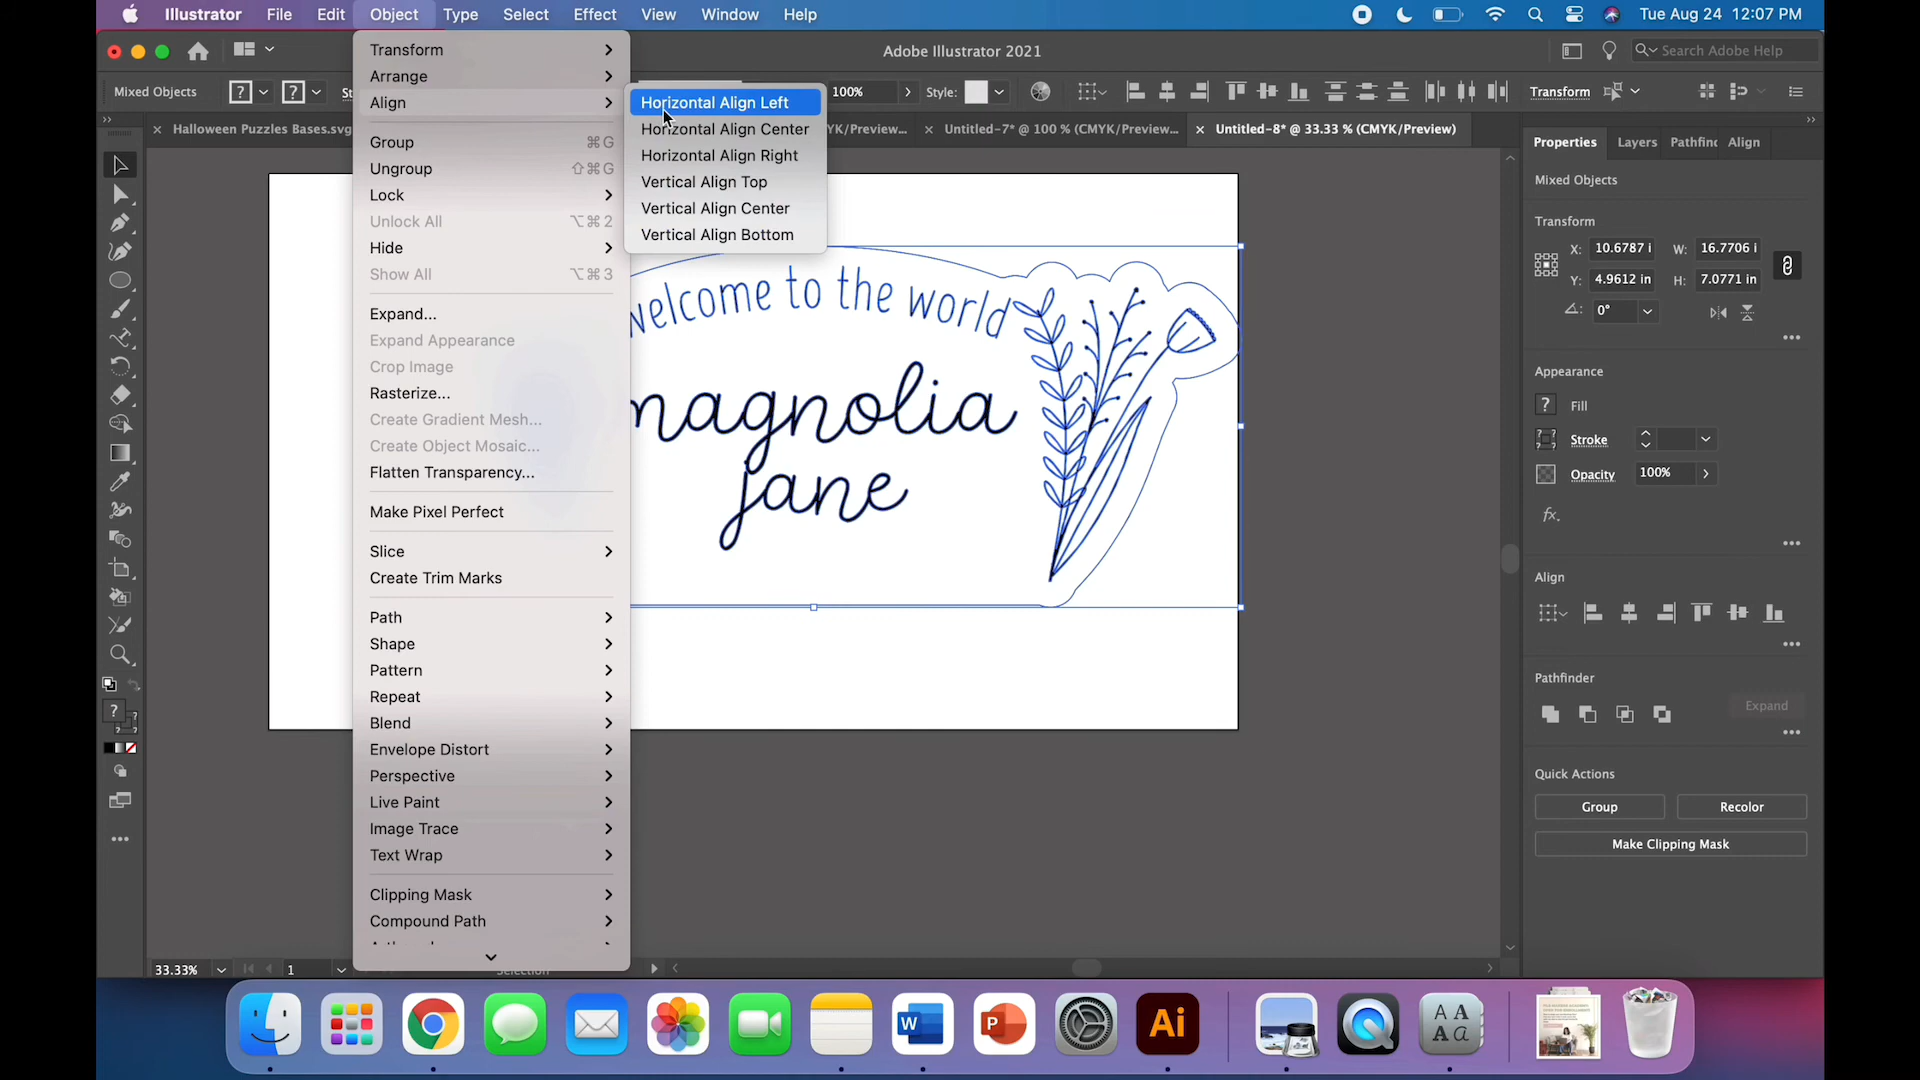 Illustrator File Edit Object Type Select Effect View Window Help Tue Aug 24 12:07 PM
Adobe Illustrator 2021
Search Adobe Help
Mixed Objects ? ? St 100% Style: Transform
Halloween Puzzles Bases.svg YK/Preview... Untitled-7* @ 100 % (CMYK/Preview... Untitled-8* @ 33.33 % (CMYK/Preview)
Transform
Arrange
Align
Group ⌘G
Ungroup ⇧⌘G
Lock
Unlock All ⌥⌘2
Hide
Show All ⌥⌘3
Expand...
Expand Appearance
Crop Image
Rasterize...
Create Gradient Mesh...
Create Object Mosaic...
Flatten Transparency...
Make Pixel Perfect
Slice
Create Trim Marks
Path
Shape
Pattern
Repeat
Blend
Envelope Distort
Perspective
Live Paint
Image Trace
Text Wrap
Clipping Mask
Compound Path
Horizontal Align Left
Horizontal Align Center
Horizontal Align Right
Vertical Align Top
Vertical Align Center
Vertical Align Bottom
welcome to the world
magnolia
jane
Properties Layers Pathfinc Align
Mixed Objects
Transform
X: 10.6787 i W: 16.7706 i
Y: 4.9612 in H: 7.0771 in
0°
Appearance
? Fill
Stroke
Opacity 100%
fx.
Align
Pathfinder
Expand
Quick Actions
Group Recolor
Make Clipping Mask
33.33% 1 Selection
W P Ai